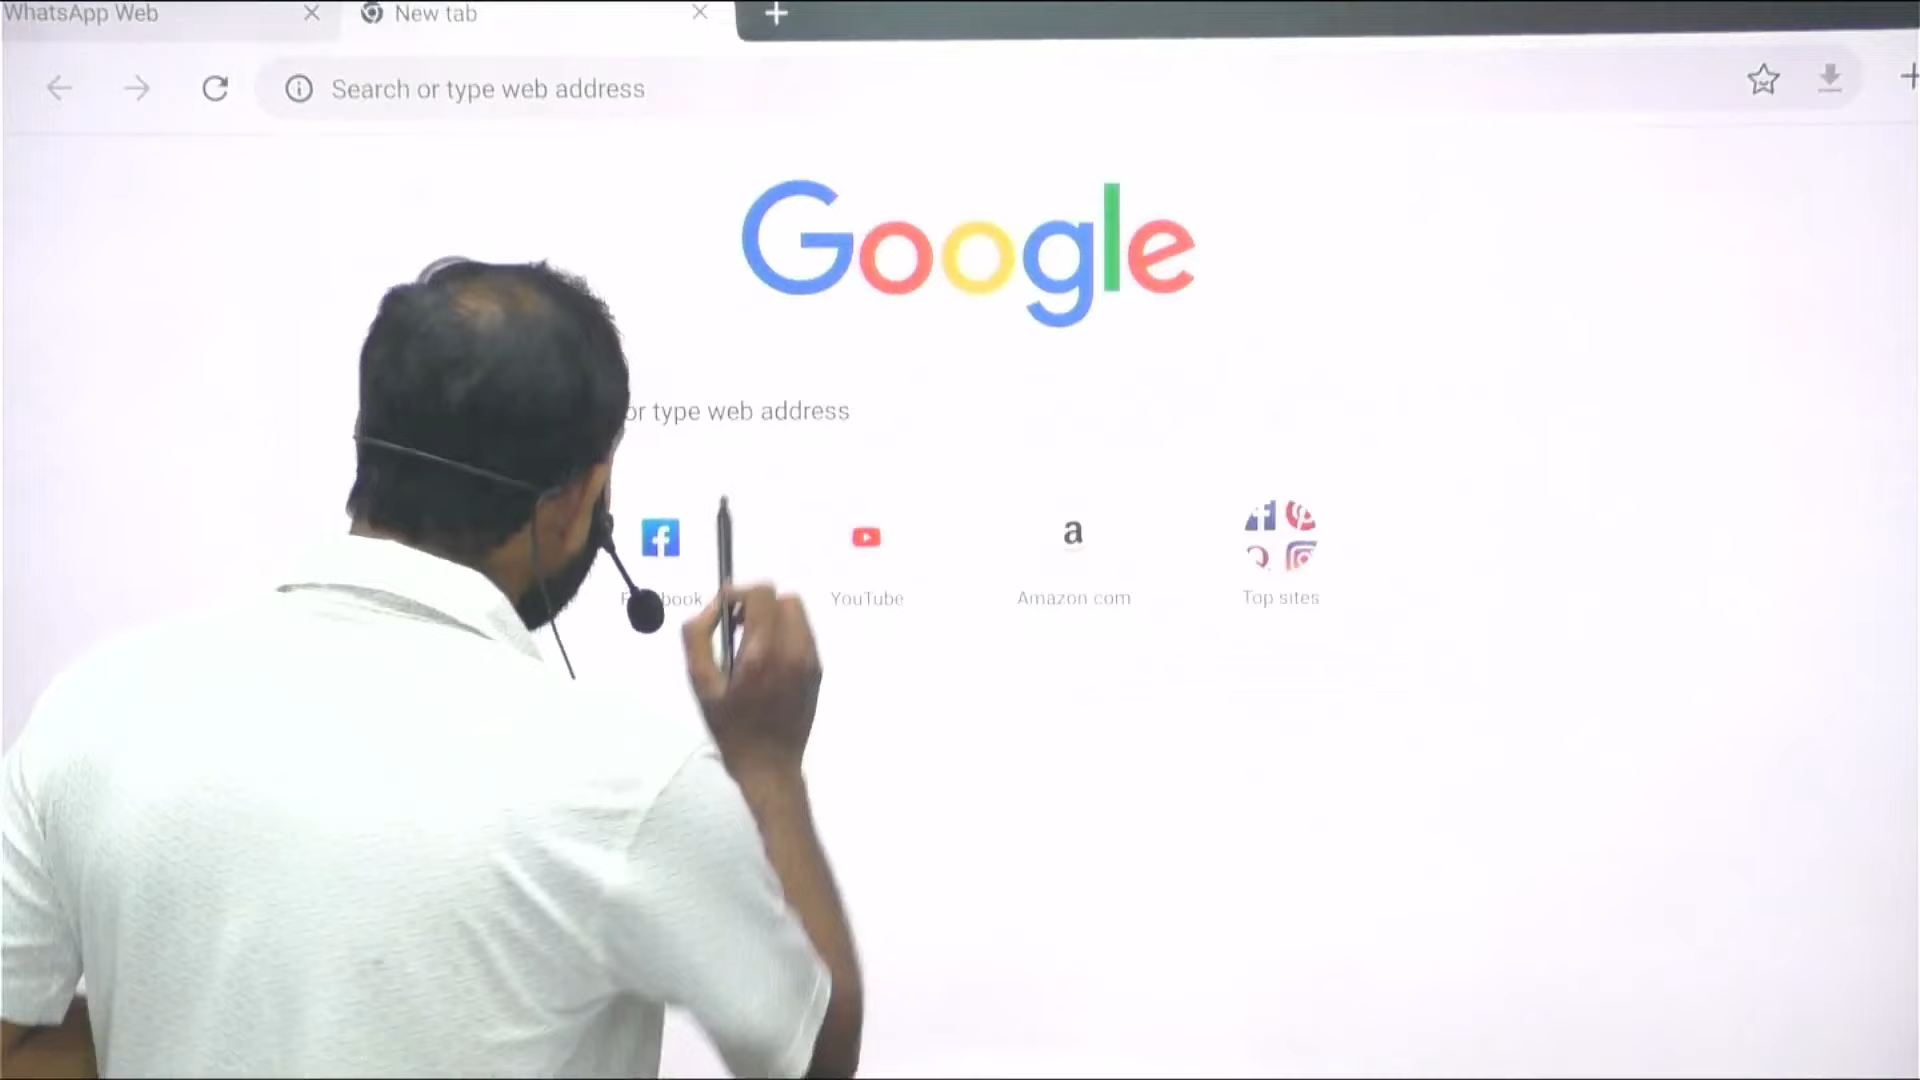 WhatsApp Web
New tab
Search or type web address
Google
or type web address
YouTube
Amazon com
Top sites